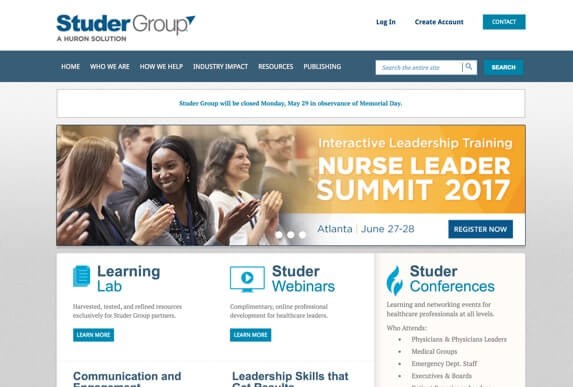 StuderGroup
A HURON SOLUTION
Log In
Create Account
CONTACT
HOME
WHO WE ARE
HOW WE HELP
INDUSTRY IMPACT
RESOURCES
PUBLISHING
Search the entire site
SEARCH
Studer Group will be closed Monday, May 29 in observance of Memorial Day.
Interactive Leadership Training
NURSE LEADER
SUMMIT 2017
Atlanta | June 27-28
REGISTER NOW
Learning
Lab
Harvested, tested, and refined resources
exclusively for Studer Group partners.
LEARN MORE
Studer
Webinars
Complimentary, online professional
development for healthcare leaders.
LEARN MORE
Studer
Conferences
Learning and networking events for
healthcare professionals at all levels.
Who Attends:
• Physicians & Physicians Leaders
• Medical Groups
• Emergency Dept. Staff
• Executives & Boards
Communication and
Leadership Skills that